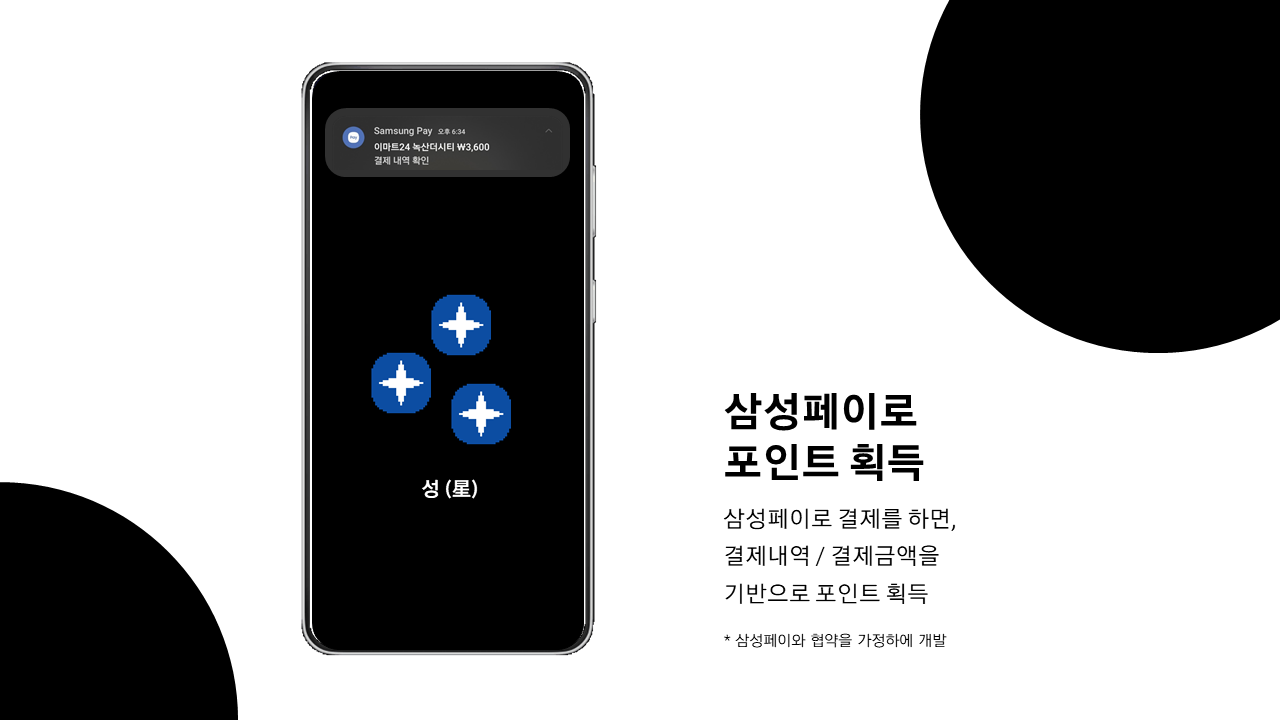 Samsung Pay 오후 6:34
이마트24 녹산더시티 ₩3,600
결제 내역 확인
성 (星)
삼성페이로
포인트 획득
삼성페이로 결제를 하면,
결제내역 / 결제금액을
기반으로 포인트 획득
* 삼성페이와 협약을 가정하에 개발